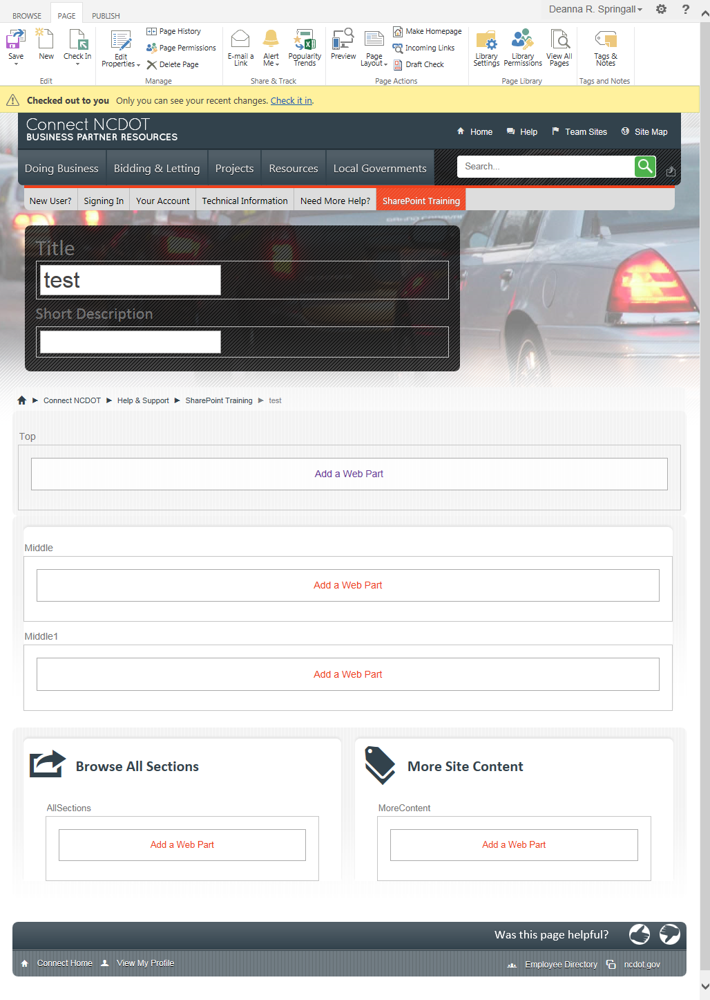 BROWSE PAGE PUBLISH Deanna R. Springall ?
Save New Check In Edit Properties Page History Page Permissions Delete Page
Edit Manage
E-mail a Link Alert Me Popularity Trends
Share & Track
Preview Page Layout Make Homepage Incoming Links Draft Check
Page Actions
Library Settings Library Permissions View All Pages
Page Library
Tags & Notes
Tags and Notes
Checked out to you Only you can see your recent changes. Check it in.
Connect NCDOT
BUSINESS PARTNER RESOURCES
Home Help Team Sites Site Map
Doing Business Bidding & Letting Projects Resources Local Governments Search...
New User? Signing In Your Account Technical Information Need More Help? SharePoint Training
Title
test
Short Description
Connect NCDOT Help & Support SharePoint Training test
Top
Add a Web Part
Middle
Add a Web Part
Middle1
Add a Web Part
Browse All Sections
AllSections
Add a Web Part
More Site Content
MoreContent
Add a Web Part
Was this page helpful?
Connect Home View My Profile Employee Directory ncdot.gov